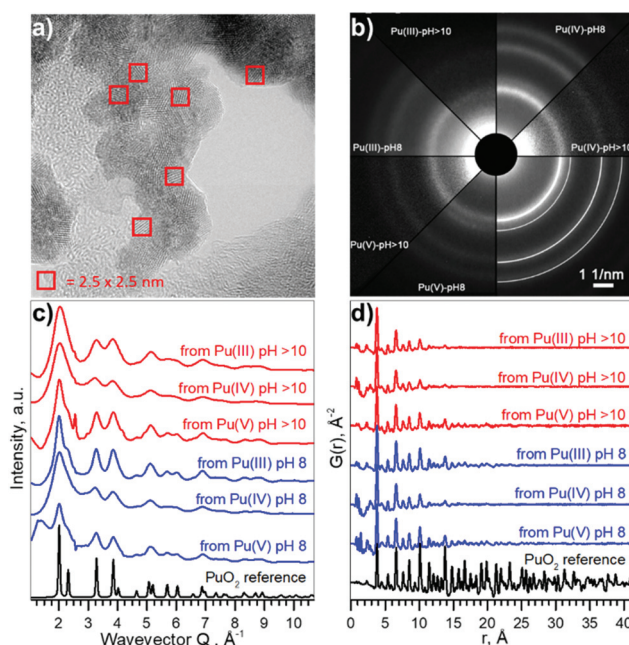 a)
= 2.5 x 2.5 nm
b)
Pu(III)-pH>10
Pu(IV)-pH8
Pu(III)-pH8
Pu(IV)-pH>10
Pu(V)-pH>10
Pu(V)-pH8
1 1/nm
c)
from Pu(III) pH >10
from Pu(IV) pH >10
from Pu(V) pH >10
from Pu(III) pH 8
from Pu(IV) pH 8
from Pu(V) pH 8
PuO₂ reference
Intensity, a.u.
2 3 4 5 6 7 8 9 10
Wavevector Q , Å⁻¹
d)
from Pu(III) pH >10
from Pu(IV) pH >10
from Pu(V) pH >10
from Pu(III) pH 8
from Pu(IV) pH 8
from Pu(V) pH 8
PuO₂ reference
G(r), Å⁻²
0 5 10 15 20 25 30 35 40
r, Å